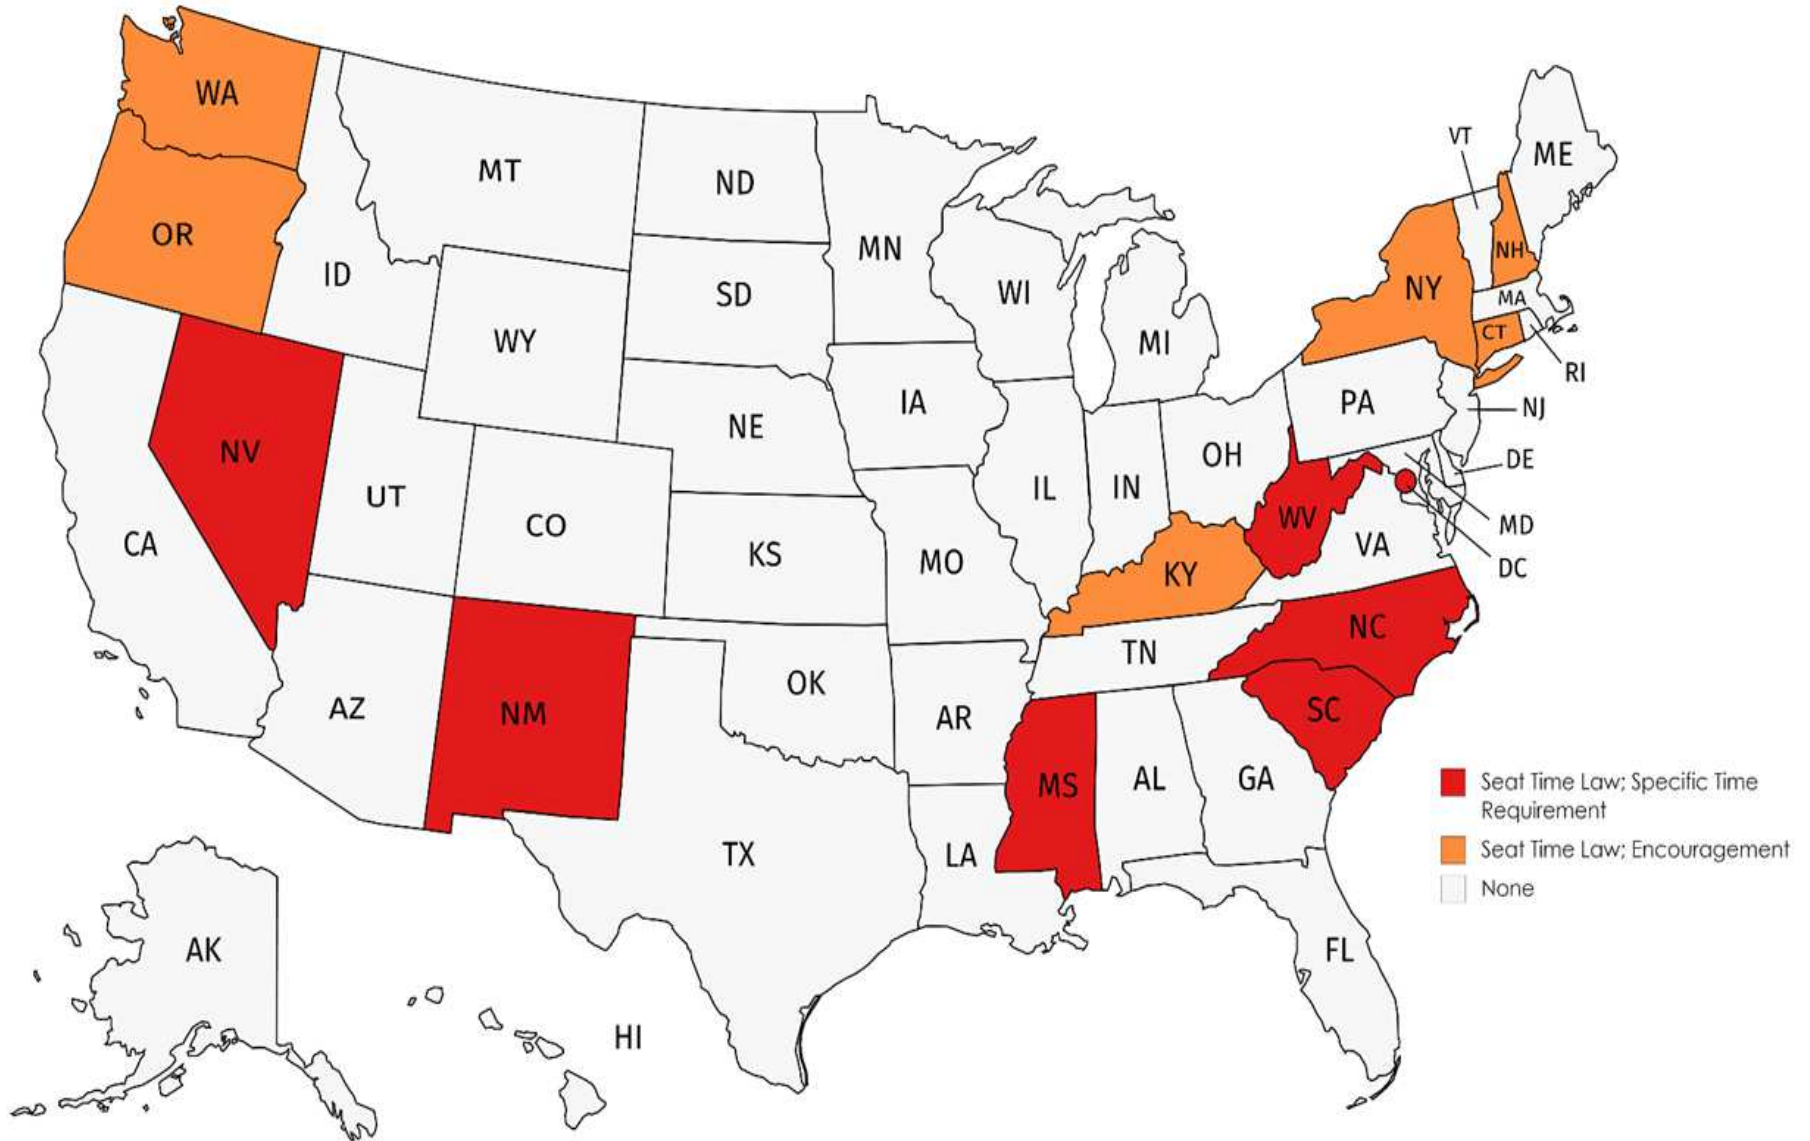 WA
OR
MT
ID
ND
SD
WY
MN
WI
MI
VT
ME
NH
NY
MA
CT
RI
PA
NJ
NV
UT
CO
NE
IA
IL
IN
OH
DE
MD
DC
WV
VA
KY
CA
KS
MO
AZ
NM
OK
AR
TN
NC
SC
MS
AL
GA
TX
LA
FL
AK
HI
Seat Time Law; Specific Time
Requirement
Seat Time Law; Encouragement
None